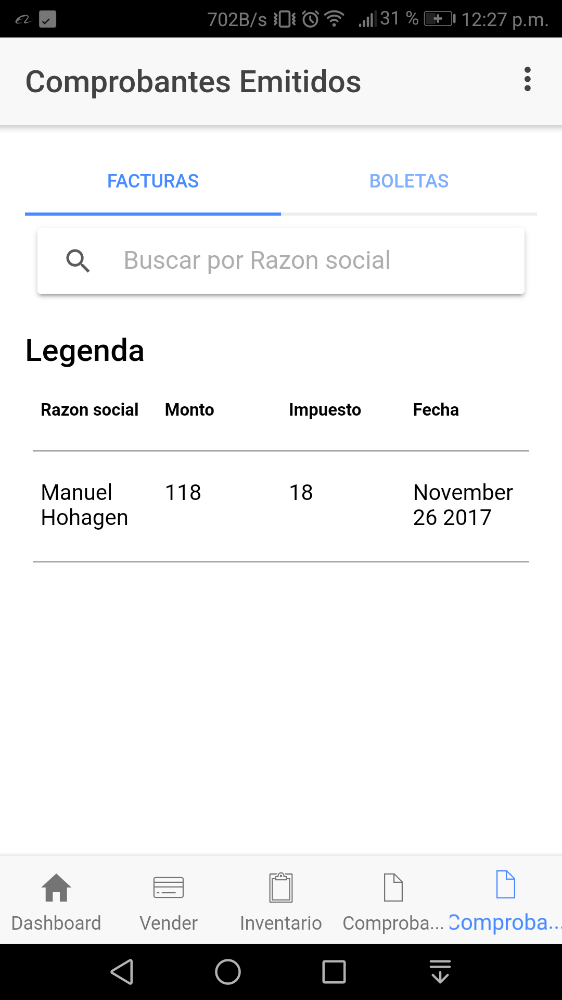 702B/s 31 % 12:27 p.m.
Comprobantes Emitidos
FACTURAS BOLETAS
Buscar por Razon social
Legenda
Razon social Monto Impuesto Fecha
Manuel 118 18 November
Hohagen 26 2017
Dashboard Vender Inventario Comproba... Comproba...